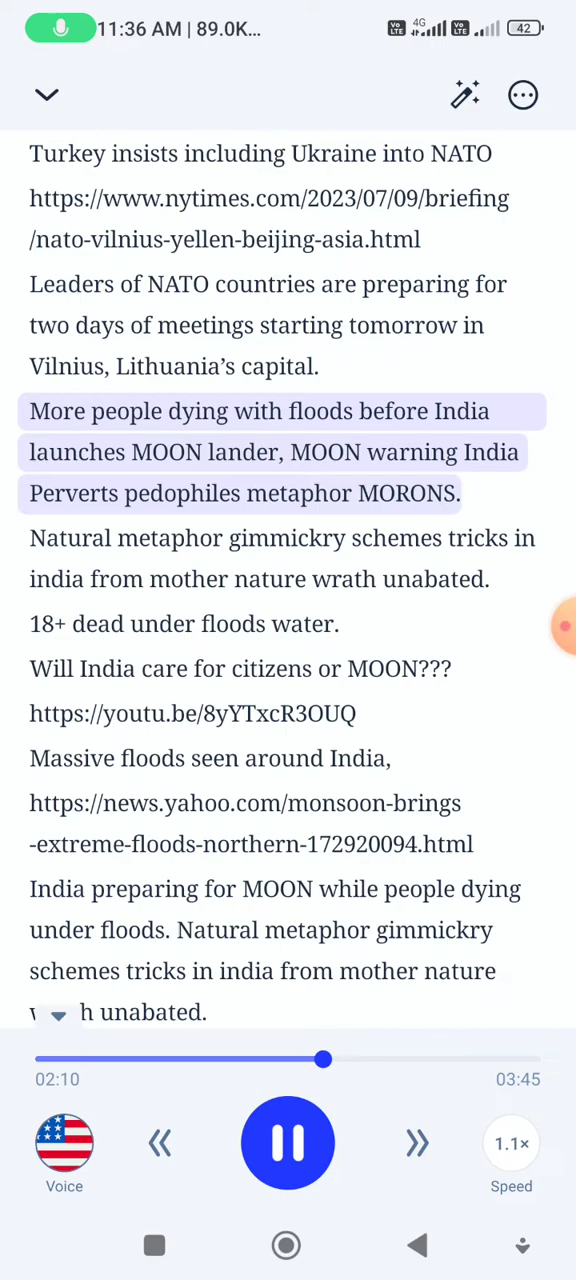 11:36 AM | 89.0K...
Vo LTE 4G Vo LTE 42
Turkey insists including Ukraine into NATO
https://www.nytimes.com/2023/07/09/briefing
/nato-vilnius-yellen-beijing-asia.html
Leaders of NATO countries are preparing for
two days of meetings starting tomorrow in
Vilnius, Lithuania’s capital.
More people dying with floods before India
launches MOON lander, MOON warning India
Perverts pedophiles metaphor MORONS.
Natural metaphor gimmickry schemes tricks in
india from mother nature wrath unabated.
18+ dead under floods water.
Will India care for citizens or MOON???
https://youtu.be/8yYTxcR3OUQ
Massive floods seen around India,
https://news.yahoo.com/monsoon-brings
-extreme-floods-northern-172920094.html
India preparing for MOON while people dying
under floods. Natural metaphor gimmickry
schemes tricks in india from mother nature
h unabated.
02:10
03:45
1.1×
Voice
Speed